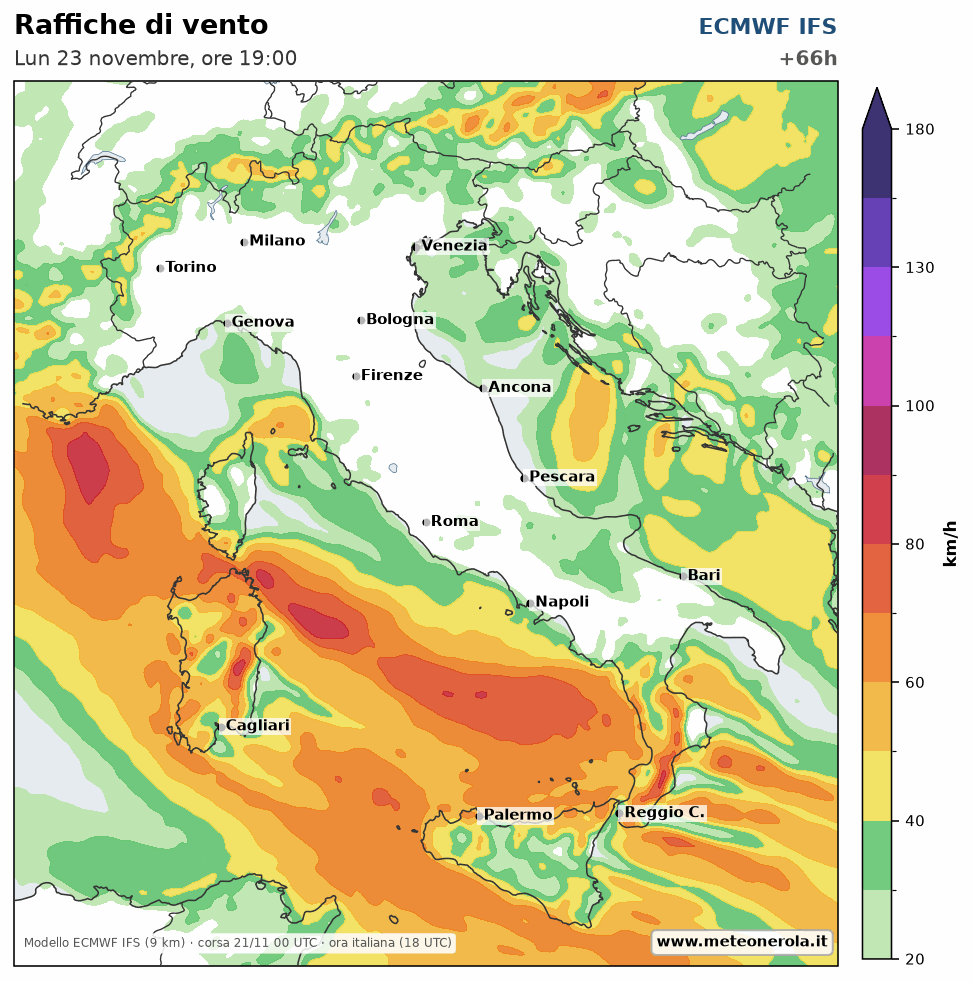 Raffiche di vento
ECMWF IFS
Lun 23 novembre, ore 19:00
+66h
180
Milano
Venezia
Torino
130
Genova
Bologna
Firenze
Ancona
100
Pescara
Roma
km/h
80
Bari
Napoli
60
Cagliari
Palermo
Reggio C.
40
Modello ECMWF IFS (9 km) · corsa 21/11 00 UTC · ora italiana (18 UTC)
www.meteonerola.it
20